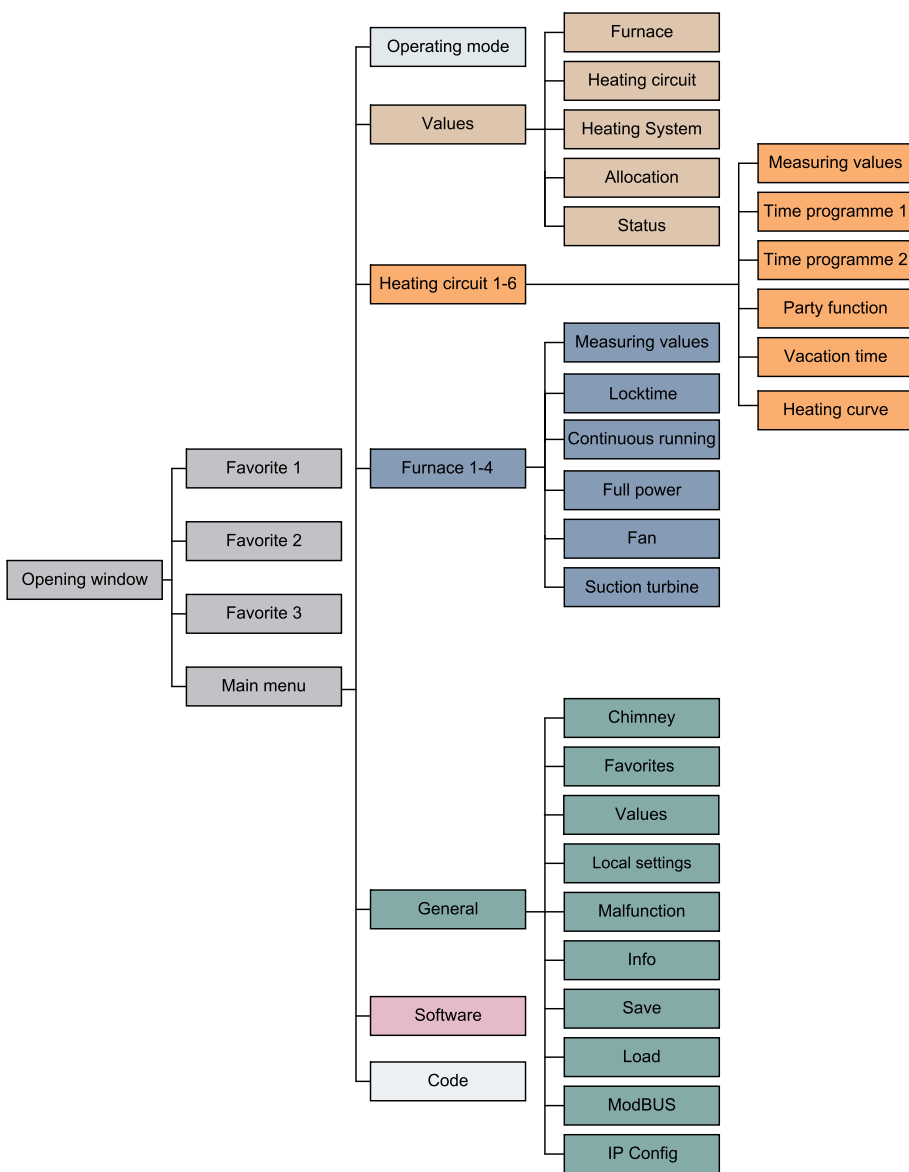 Opening window
Favorite 1
Favorite 2
Favorite 3
Main menu
Operating mode
Values
Furnace
Heating circuit
Heating System
Allocation
Status
Heating circuit 1-6
Measuring values
Time programme 1
Time programme 2
Party function
Vacation time
Heating curve
Furnace 1-4
Measuring values
Locktime
Continuous running
Full power
Fan
Suction turbine
General
Chimney
Favorites
Values
Local settings
Malfunction
Info
Save
Load
ModBUS
IP Config
Software
Code